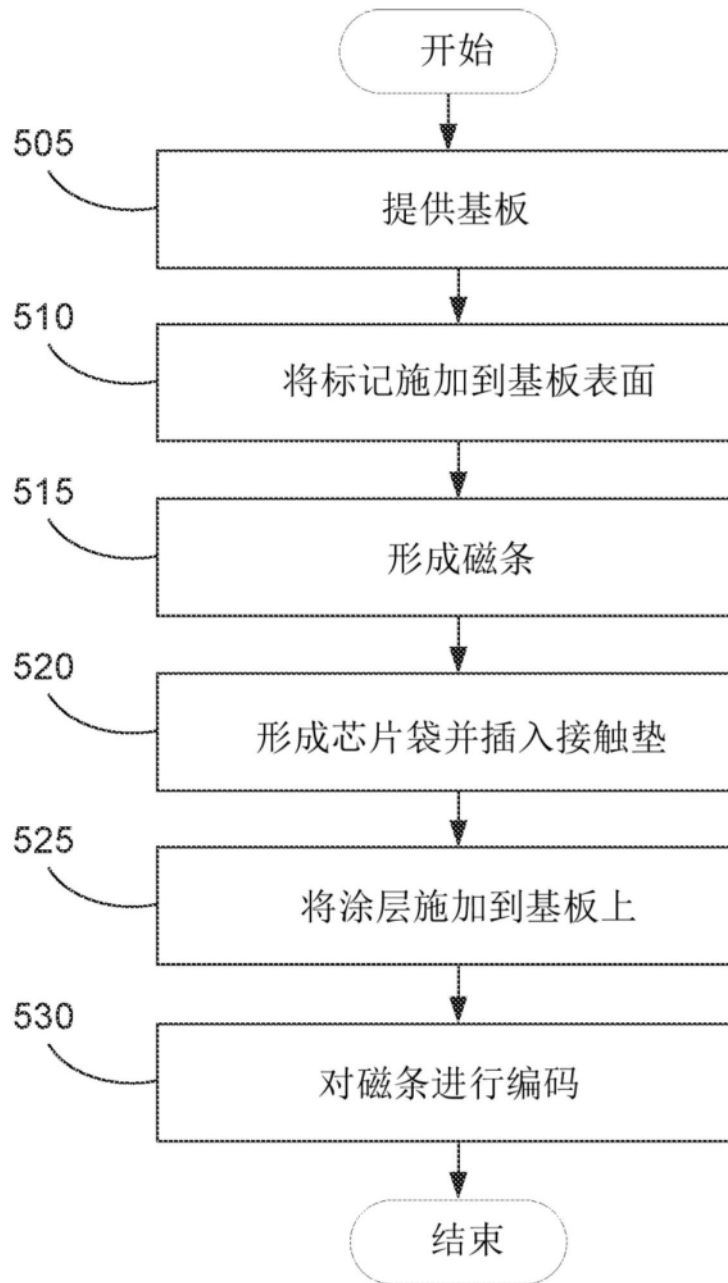 开始
505
提供基板
510
将标记施加到基板表面
515
形成磁条
520
形成芯片袋并插入接触垫
525
将涂层施加到基板上
530
对磁条进行编码
结束